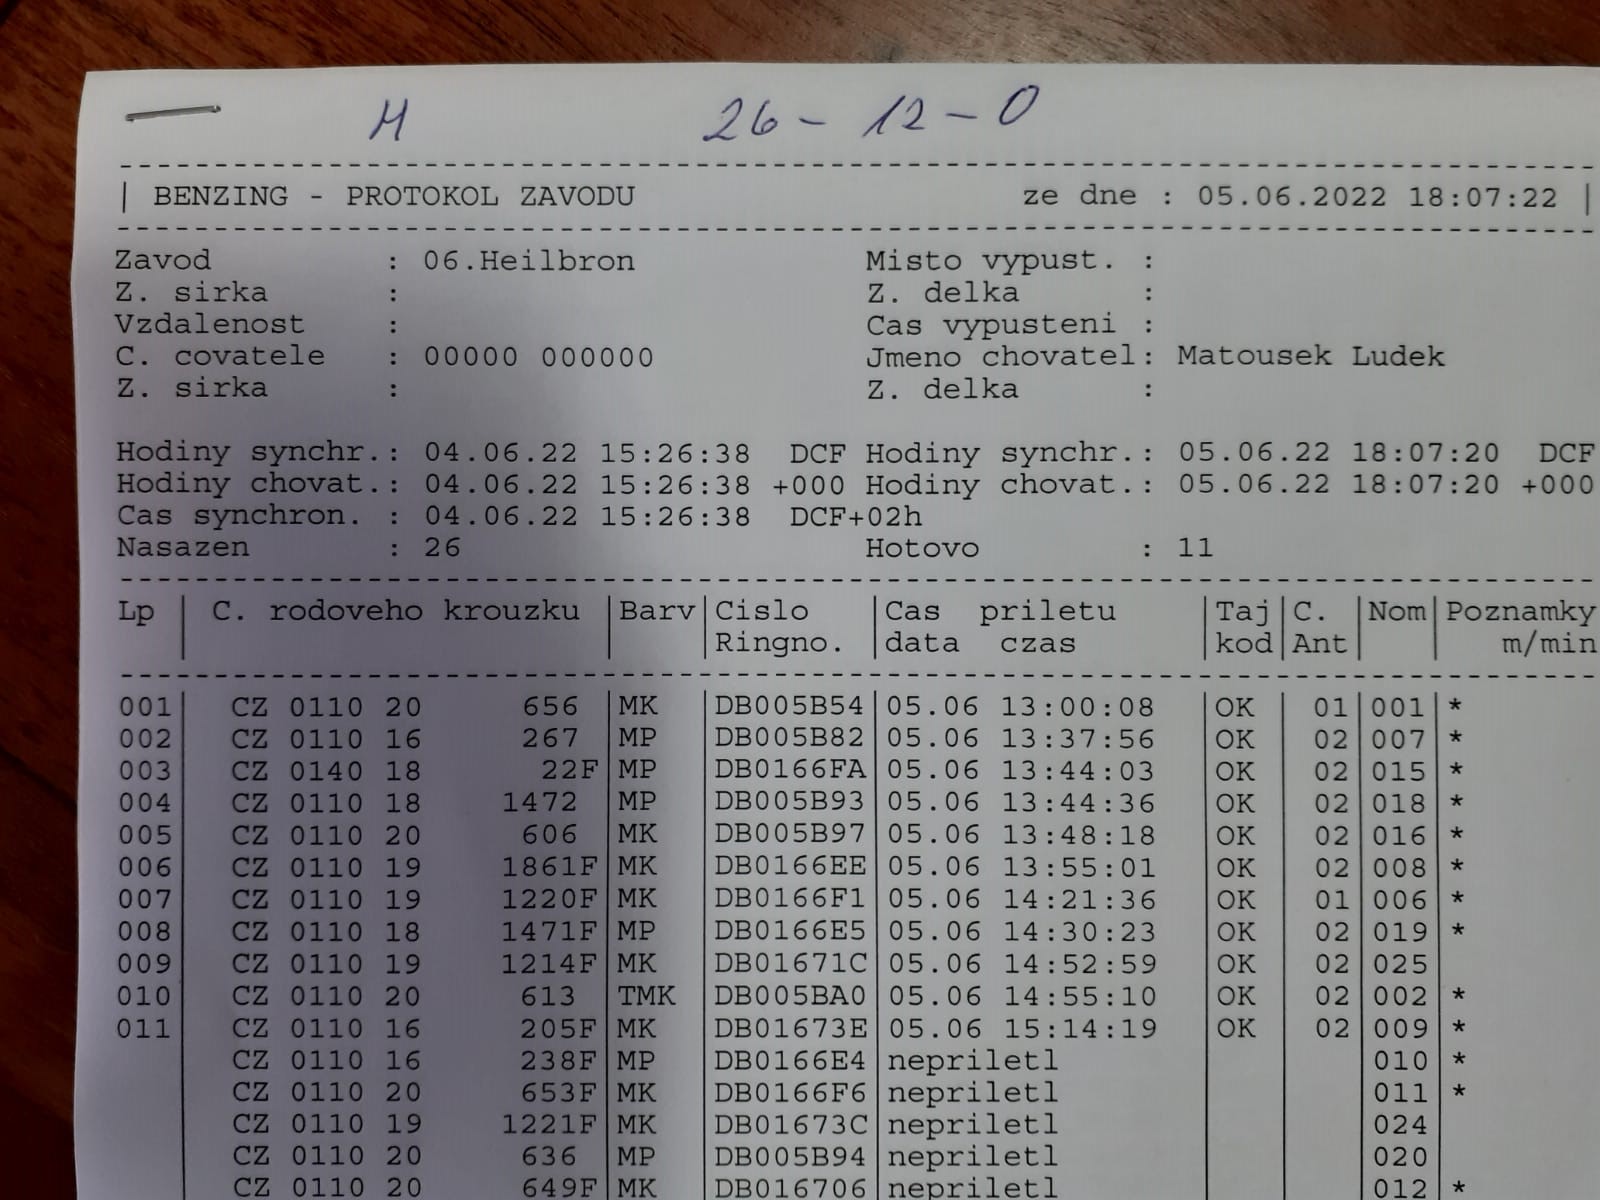 M 26 - 12 - 0
| BENZING - PROTOKOL ZAVODU ze dne : 05.06.2022 18:07:22 |
Zavod : 06.Heilbron Misto vypust. :
Z. sirka : Z. delka :
Vzdalenost : Cas vypusteni :
C. covatele : 00000 000000 Jmeno chovatel: Matousek Ludek
Z. sirka : Z. delka :
Hodiny synchr.: 04.06.22 15:26:38 DCF Hodiny synchr.: 05.06.22 18:07:20 DCF
Hodiny chovat.: 04.06.22 15:26:38 +000 Hodiny chovat.: 05.06.22 18:07:20 +000
Cas synchron. : 04.06.22 15:26:38 DCF+02h
Nasazen : 26 Hotovo : 11
Lp | C. rodoveho krouzku |Barv|Cislo |Cas priletu |Taj|C. |Nom|Poznamky
| | |Ringno. |data czas |kod|Ant| | m/min
001| CZ 0110 20 656 |MK |DB005B54|05.06 13:00:08 |OK | 01|001|*
002| CZ 0110 16 267 |MP |DB005B82|05.06 13:37:56 |OK | 02|007|*
003| CZ 0140 18 22F|MP |DB0166FA|05.06 13:44:03 |OK | 02|015|*
004| CZ 0110 18 1472 |MP |DB005B93|05.06 13:44:36 |OK | 02|018|*
005| CZ 0110 20 606 |MK |DB005B97|05.06 13:48:18 |OK | 02|016|*
006| CZ 0110 19 1861F|MK |DB0166EE|05.06 13:55:01 |OK | 02|008|*
007| CZ 0110 19 1220F|MK |DB0166F1|05.06 14:21:36 |OK | 01|006|*
008| CZ 0110 18 1471F|MP |DB0166E5|05.06 14:30:23 |OK | 02|019|*
009| CZ 0110 19 1214F|MK |DB01671C|05.06 14:52:59 |OK | 02|025|
010| CZ 0110 20 613 |TMK |DB005BA0|05.06 14:55:10 |OK | 02|002|*
011| CZ 0110 16 205F|MK |DB01673E|05.06 15:14:19 |OK | 02|009|*
| CZ 0110 16 238F|MP |DB0166E4|nepriletl | | |010|*
| CZ 0110 20 653F|MK |DB0166F6|nepriletl | | |011|*
| CZ 0110 19 1221F|MK |DB01673C|nepriletl | | |024|
| CZ 0110 20 636 |MP |DB005B94|nepriletl | | |020|
| CZ 0110 20 649F|MK |DB016706|nepriletl | | |012|*